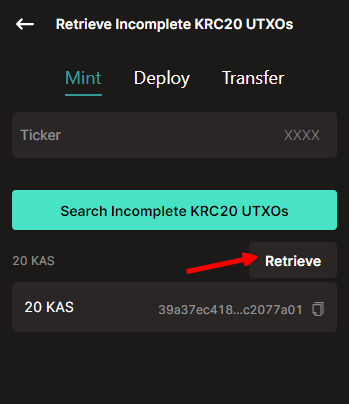 Retrieve Incomplete KRC20 UTXOs
Mint Deploy Transfer
Ticker XXXX
Search Incomplete KRC20 UTXOs
20 KAS Retrieve
20 KAS 39a37ec418...c2077a01